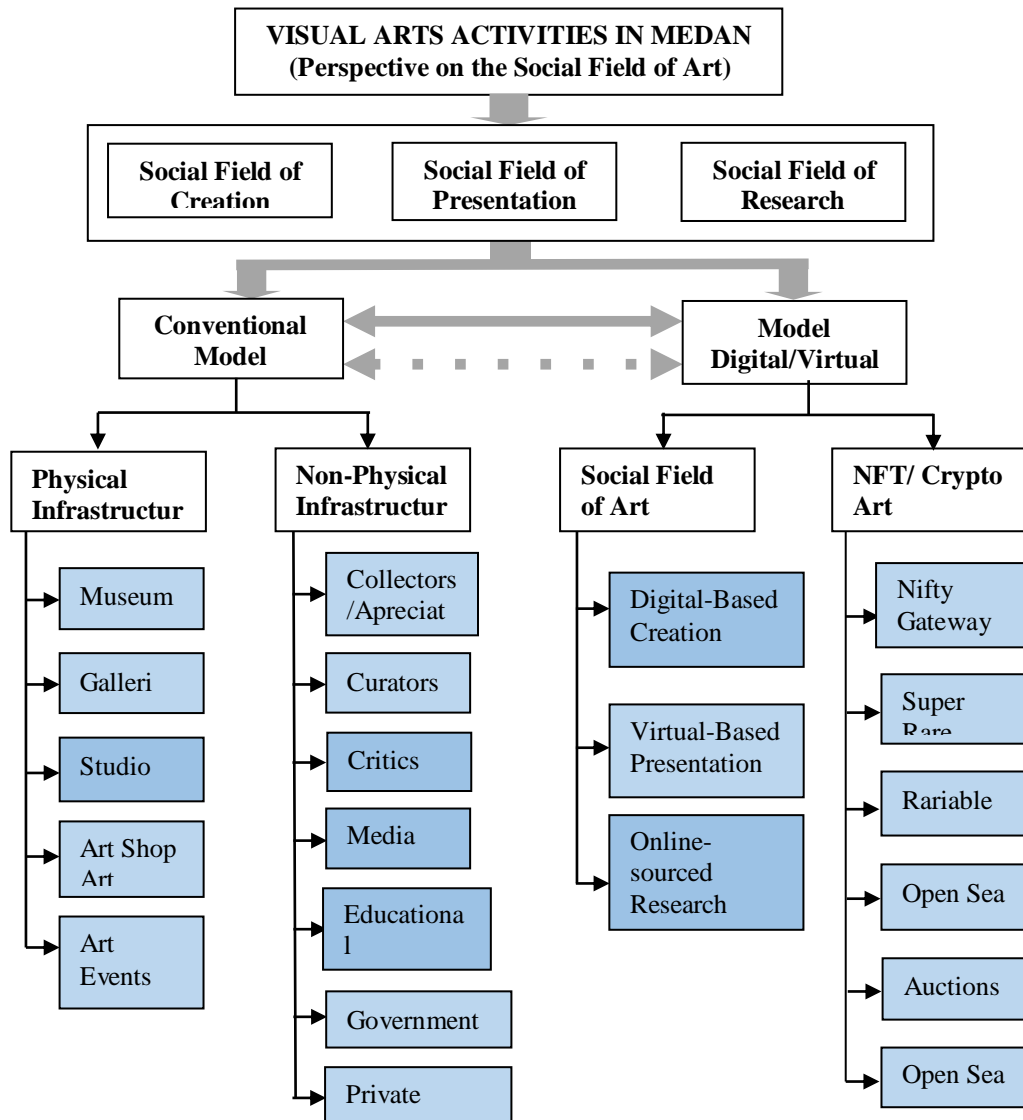 VISUAL ARTS ACTIVITIES IN MEDAN
(Perspective on the Social Field of Art)
Social Field of
Creation
Social Field of
Presentation
Social Field of
Research
Conventional
Model
Model
Digital/Virtual
Physical
Infrastructur
Non-Physical
Infrastructur
Social Field
of Art
NFT/ Crypto
Art
Museum
Galleri
Studio
Art Shop
Art
Art
Events
Collectors
/Apreciat
Curators
Critics
Media
Educationa
l
Government
Private
Digital-Based
Creation
Virtual-Based
Presentation
Online-
sourced
Research
Nifty
Gateway
Super
Rare
Rariable
Open Sea
Auctions
Open Sea